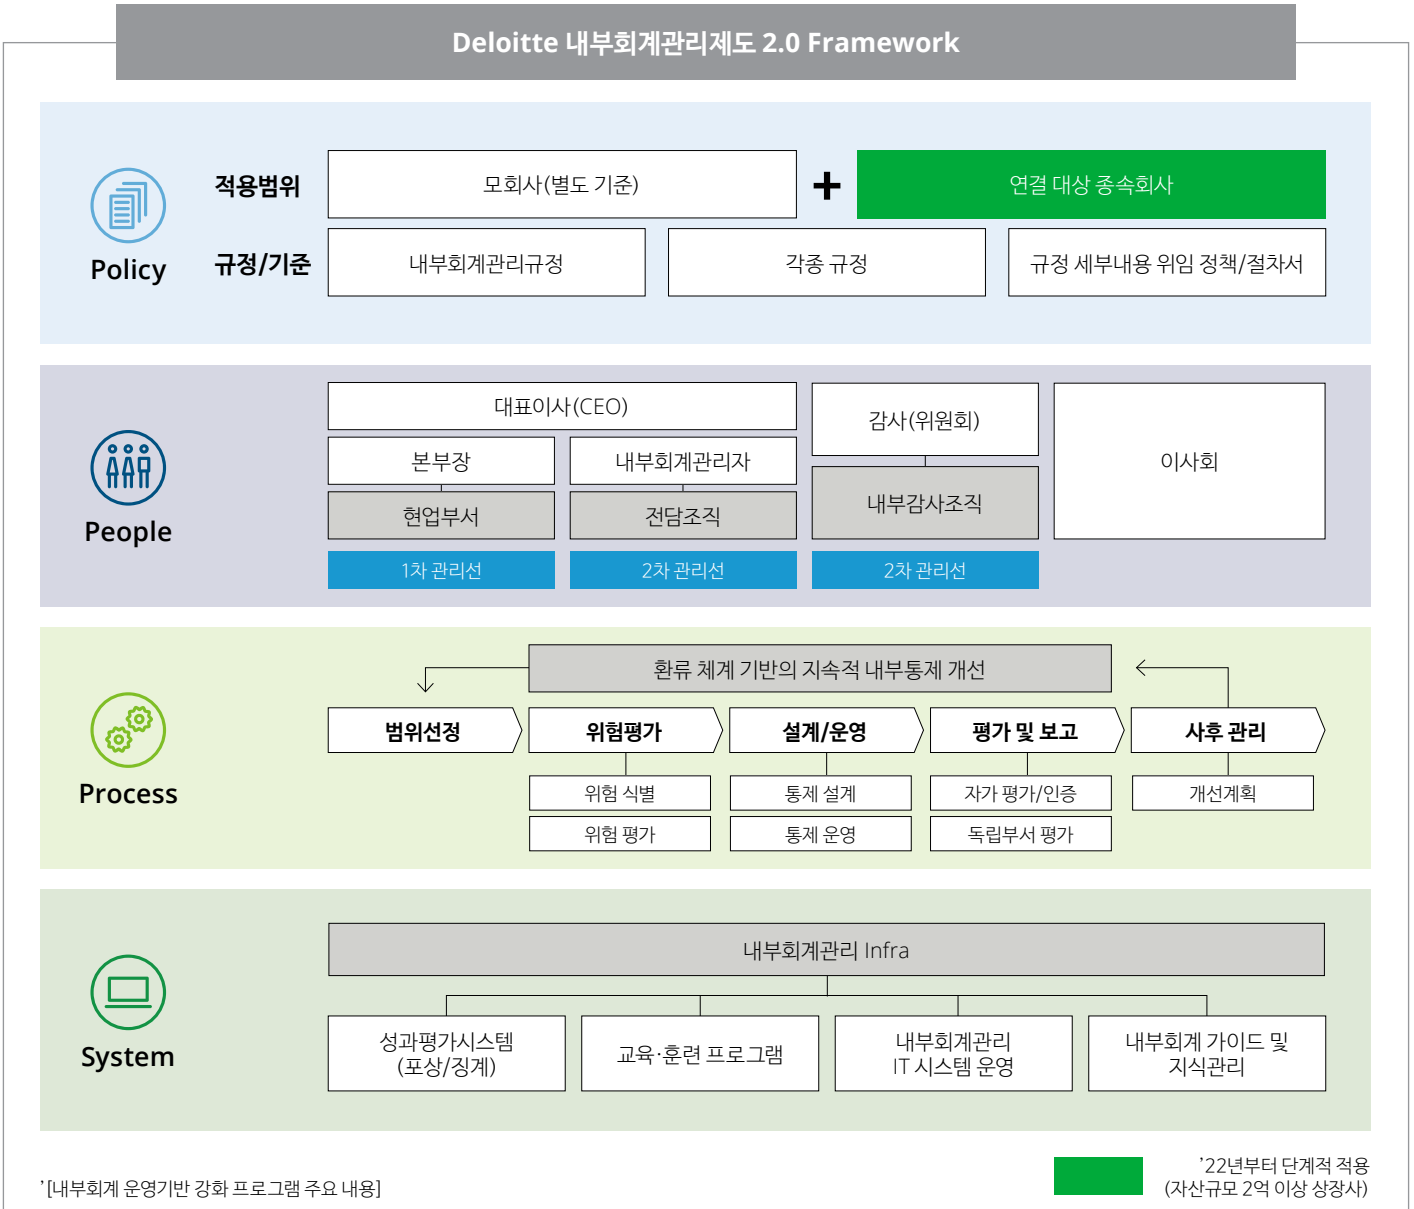 Deloitte 내부회계관리제도 2.0 Framework
Policy
적용범위
모회사(별도 기준)
+
연결 대상 종속회사
규정/기준
내부회계관리규정
각종 규정
규정 세부내용 위임 정책/절차서
People
대표이사(CEO)
감사(위원회)
이사회
본부장
내부회계관리자
현업부서
전담조직
내부감사조직
1차 관리선
2차 관리선
2차 관리선
Process
환류 체계 기반의 지속적 내부통제 개선
범위선정
위험평가
설계/운영
평가 및 보고
사후 관리
위험 식별
통제 설계
자가 평가/인증
개선계획
위험 평가
통제 운영
독립부서 평가
System
내부회계관리 Infra
성과평가시스템
(포상/징계)
교육·훈련 프로그램
내부회계관리
IT 시스템 운영
내부회계 가이드 및
지식관리
'[내부회계 운영기반 강화 프로그램 주요 내용]
'22년부터 단계적 적용
(자산규모 2억 이상 상장사)